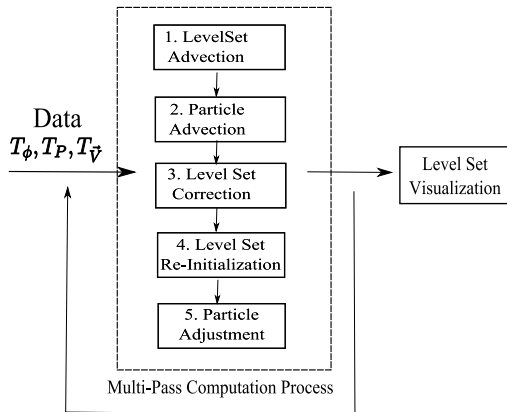 1. LevelSet
Advection
2. Particle
Advection
Data
T_ϕ, T_P, T_V⃗
3. Level Set
Correction
Level Set
Visualization
4. Level Set
Re-Initialization
5. Particle
Adjustment
Multi-Pass Computation Process